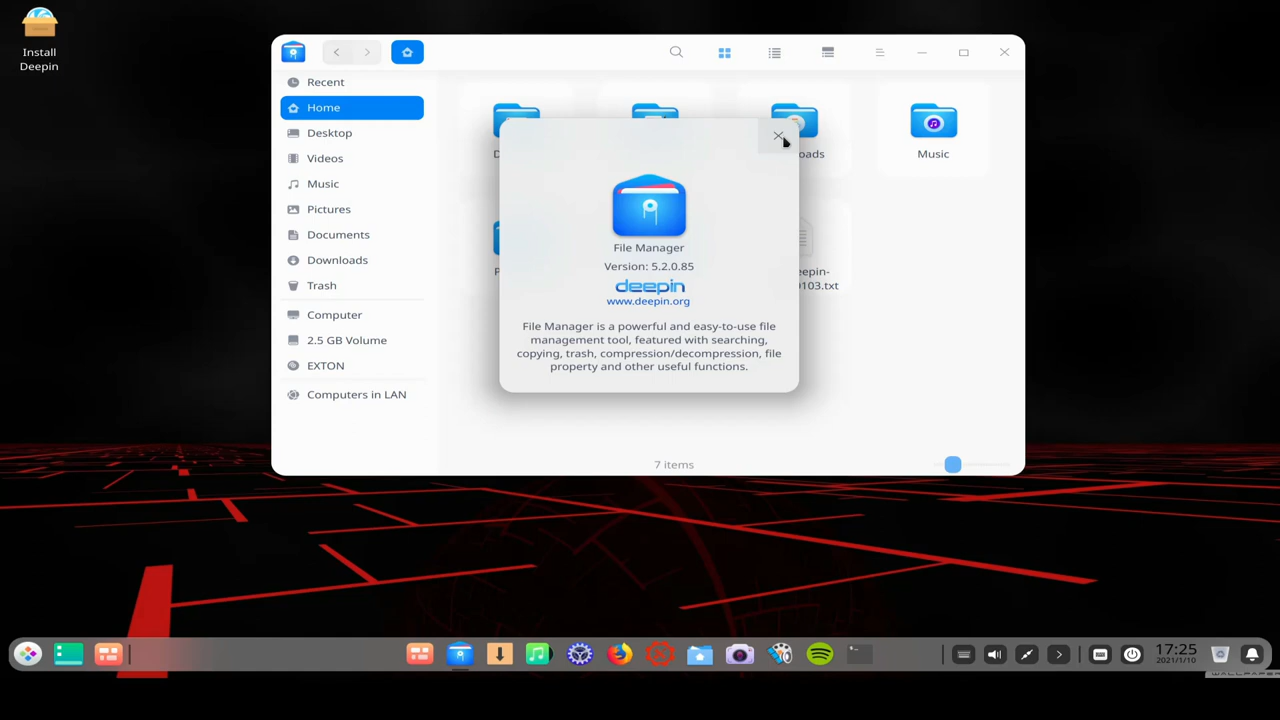 Install
Deepin
Recent
Home
Desktop
Videos
Music
Pictures
Documents
Downloads
Trash
Computer
2.5 GB Volume
EXTON
Computers in LAN
D
oads
Music
P
eepin-
0103.txt
File Manager
Version: 5.2.0.85
deepin
www.deepin.org
File Manager is a powerful and easy-to-use file
management tool, featured with searching,
copying, trash, compression/decompression, file
property and other useful functions.
7 items
17:25
2021/1/10